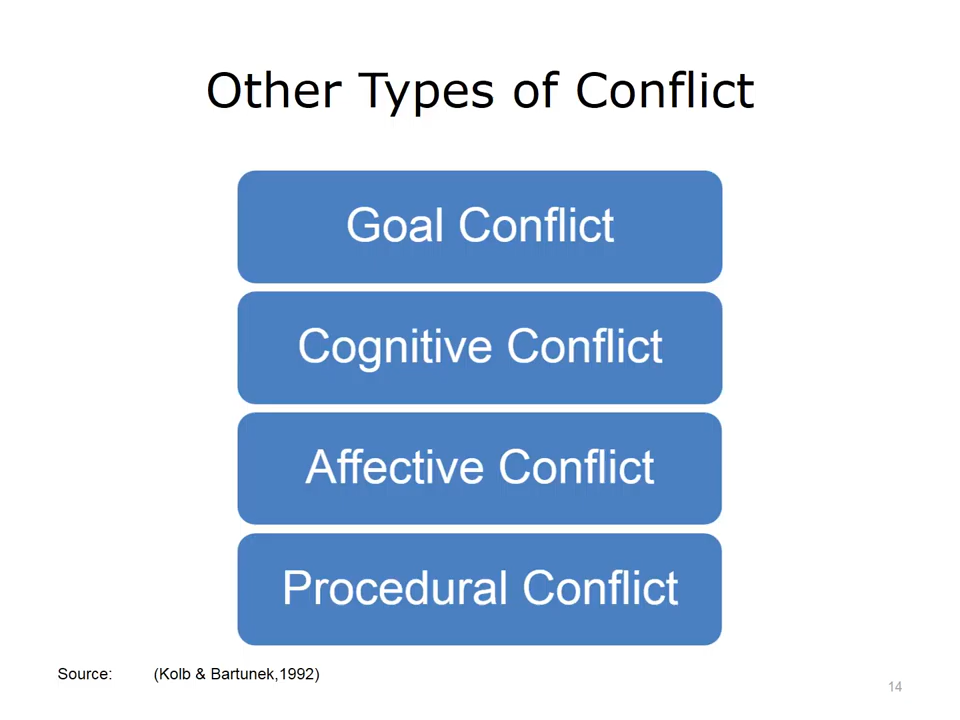 Other Types of Conflict
Goal Conflict
Cognitive Conflict
Affective Conflict
Procedural Conflict
Source: (Kolb & Bartunek,1992)
14